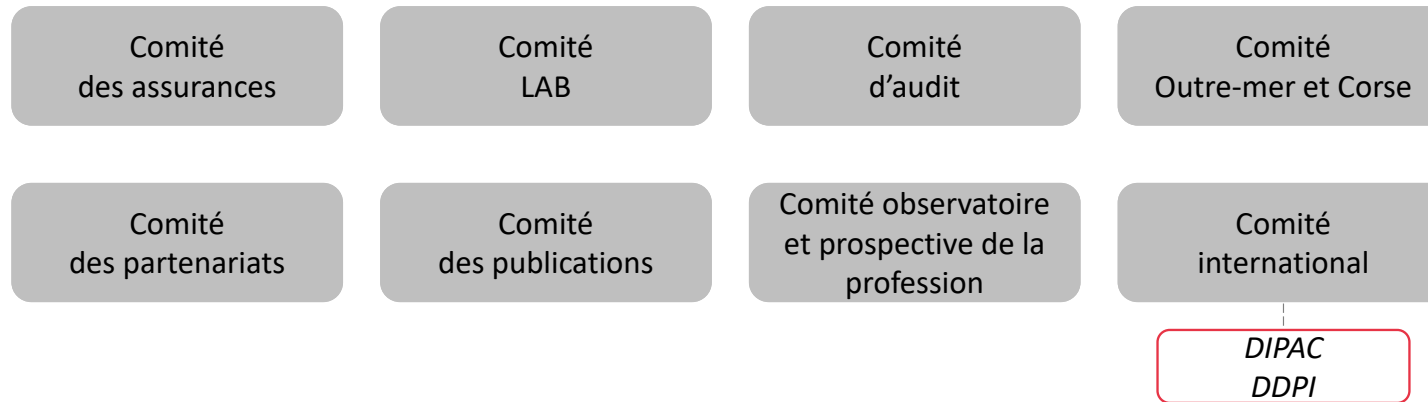 Comité
des assurances
Comité
LAB
Comité
d’audit
Comité
Outre-mer et Corse
Comité
des partenariats
Comité
des publications
Comité observatoire
et prospective de la
profession
Comité
international
DIPAC
DDPI